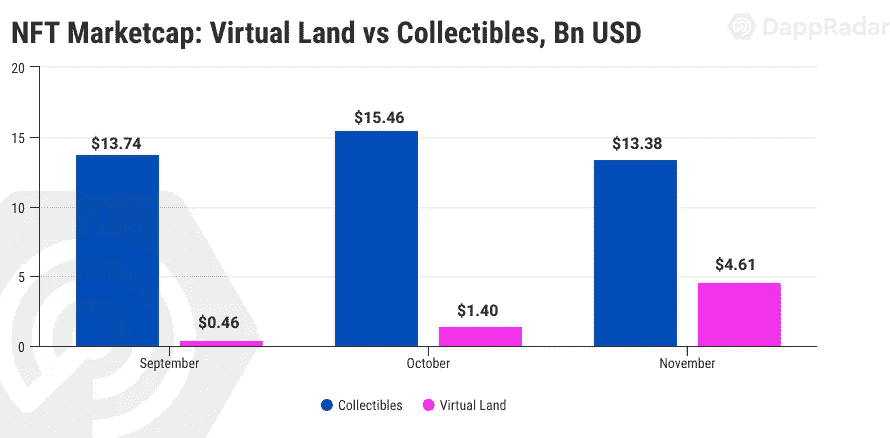 DappRadar
NFT Marketcap: Virtual Land vs Collectibles, Bn USD
20
15
10
5
0
$13.74
$0.46
$15.46
$1.40
$13.38
$4.61
September
October
November
Collectibles
Virtual Land